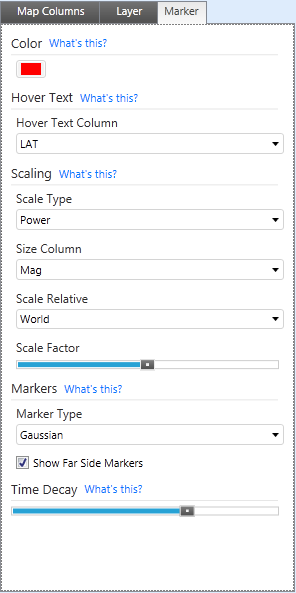 Map Columns Layer Marker
Color What's this?
Hover Text What's this?
Hover Text Column
LAT
Scaling What's this?
Scale Type
Power
Size Column
Mag
Scale Relative
World
Scale Factor
Markers What's this?
Marker Type
Gaussian
Show Far Side Markers
Time Decay What's this?